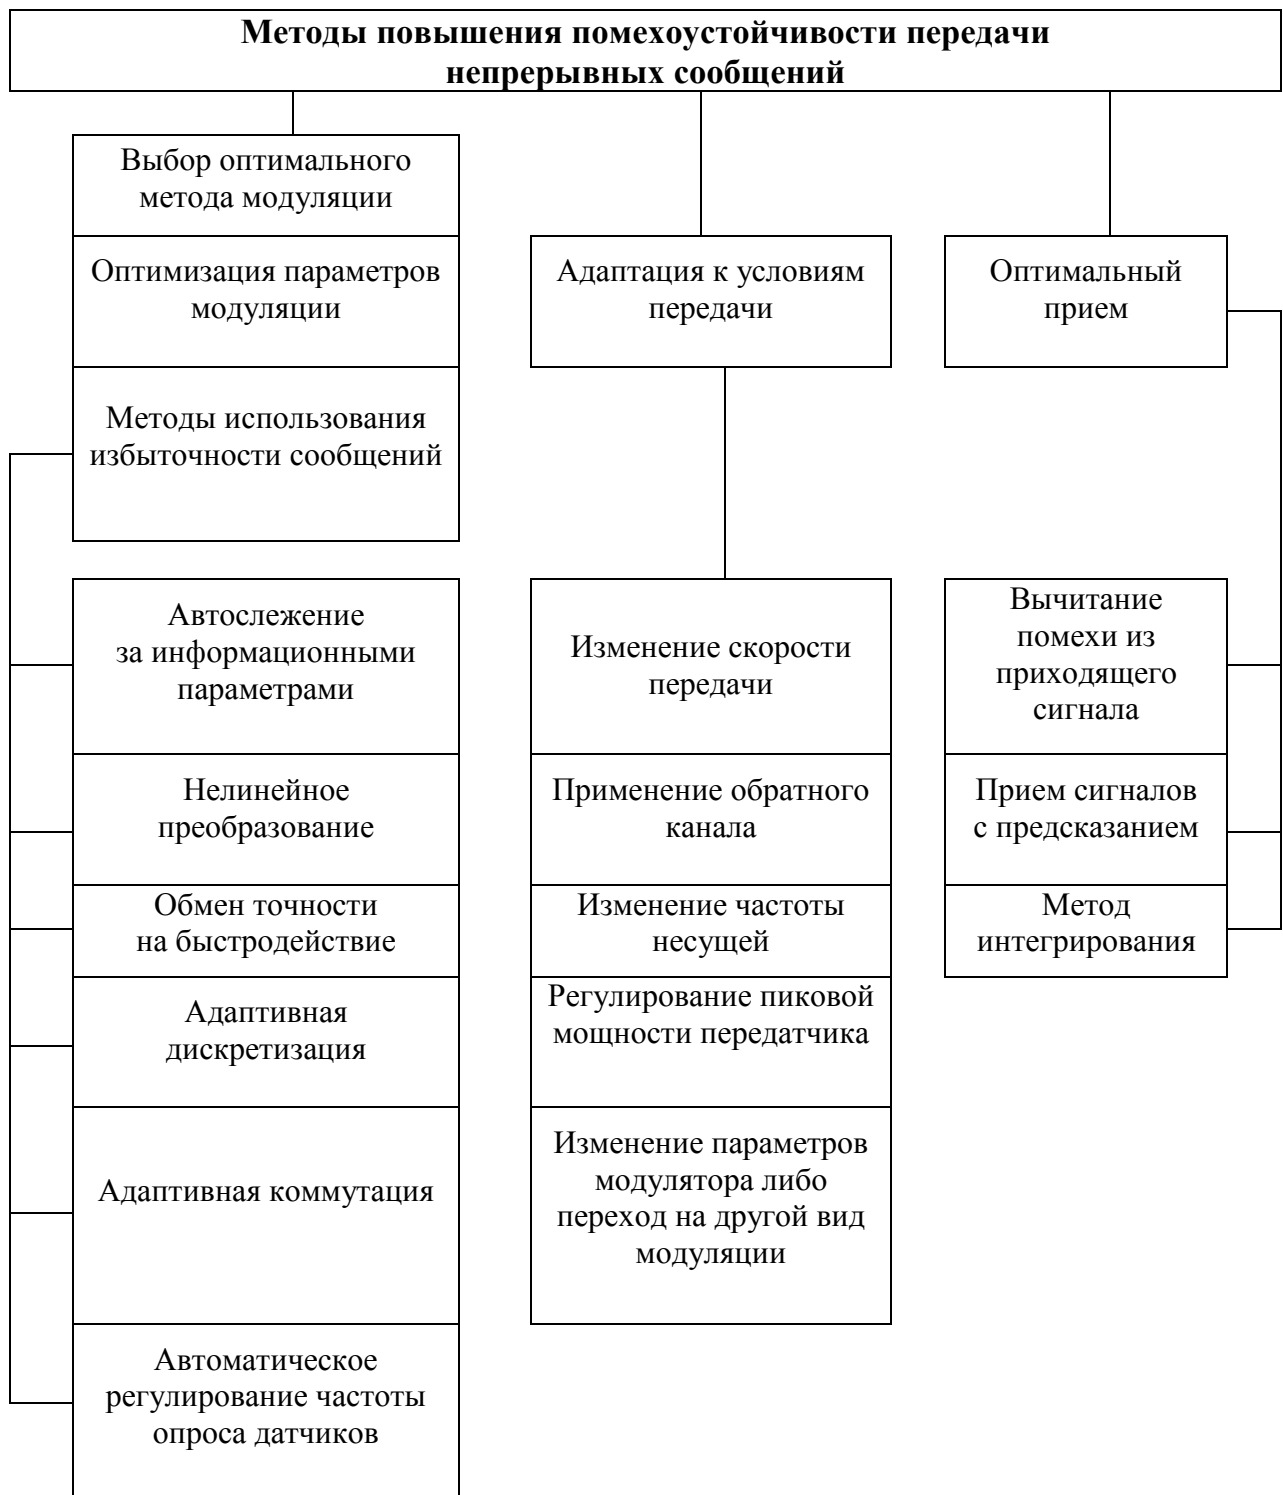 Методы повышения помехоустойчивости передачи
непрерывных сообщений
Выбор оптимального
метода модуляции
Оптимизация параметров
модуляции
Методы использования
избыточности сообщений
Адаптация к условиям
передачи
Оптимальный
прием
Автослежение
за информационными
параметрами
Нелинейное
преобразование
Обмен точности
на быстродействие
Адаптивная
дискретизация
Адаптивная коммутация
Автоматическое
регулирование частоты
опроса датчиков
Изменение скорости
передачи
Применение обратного
канала
Изменение частоты
несущей
Регулирование пиковой
мощности передатчика
Изменение параметров
модулятора либо
переход на другой вид
модуляции
Вычитание
помехи из
приходящего
сигнала
Прием сигналов
с предсказанием
Метод
интегрирования